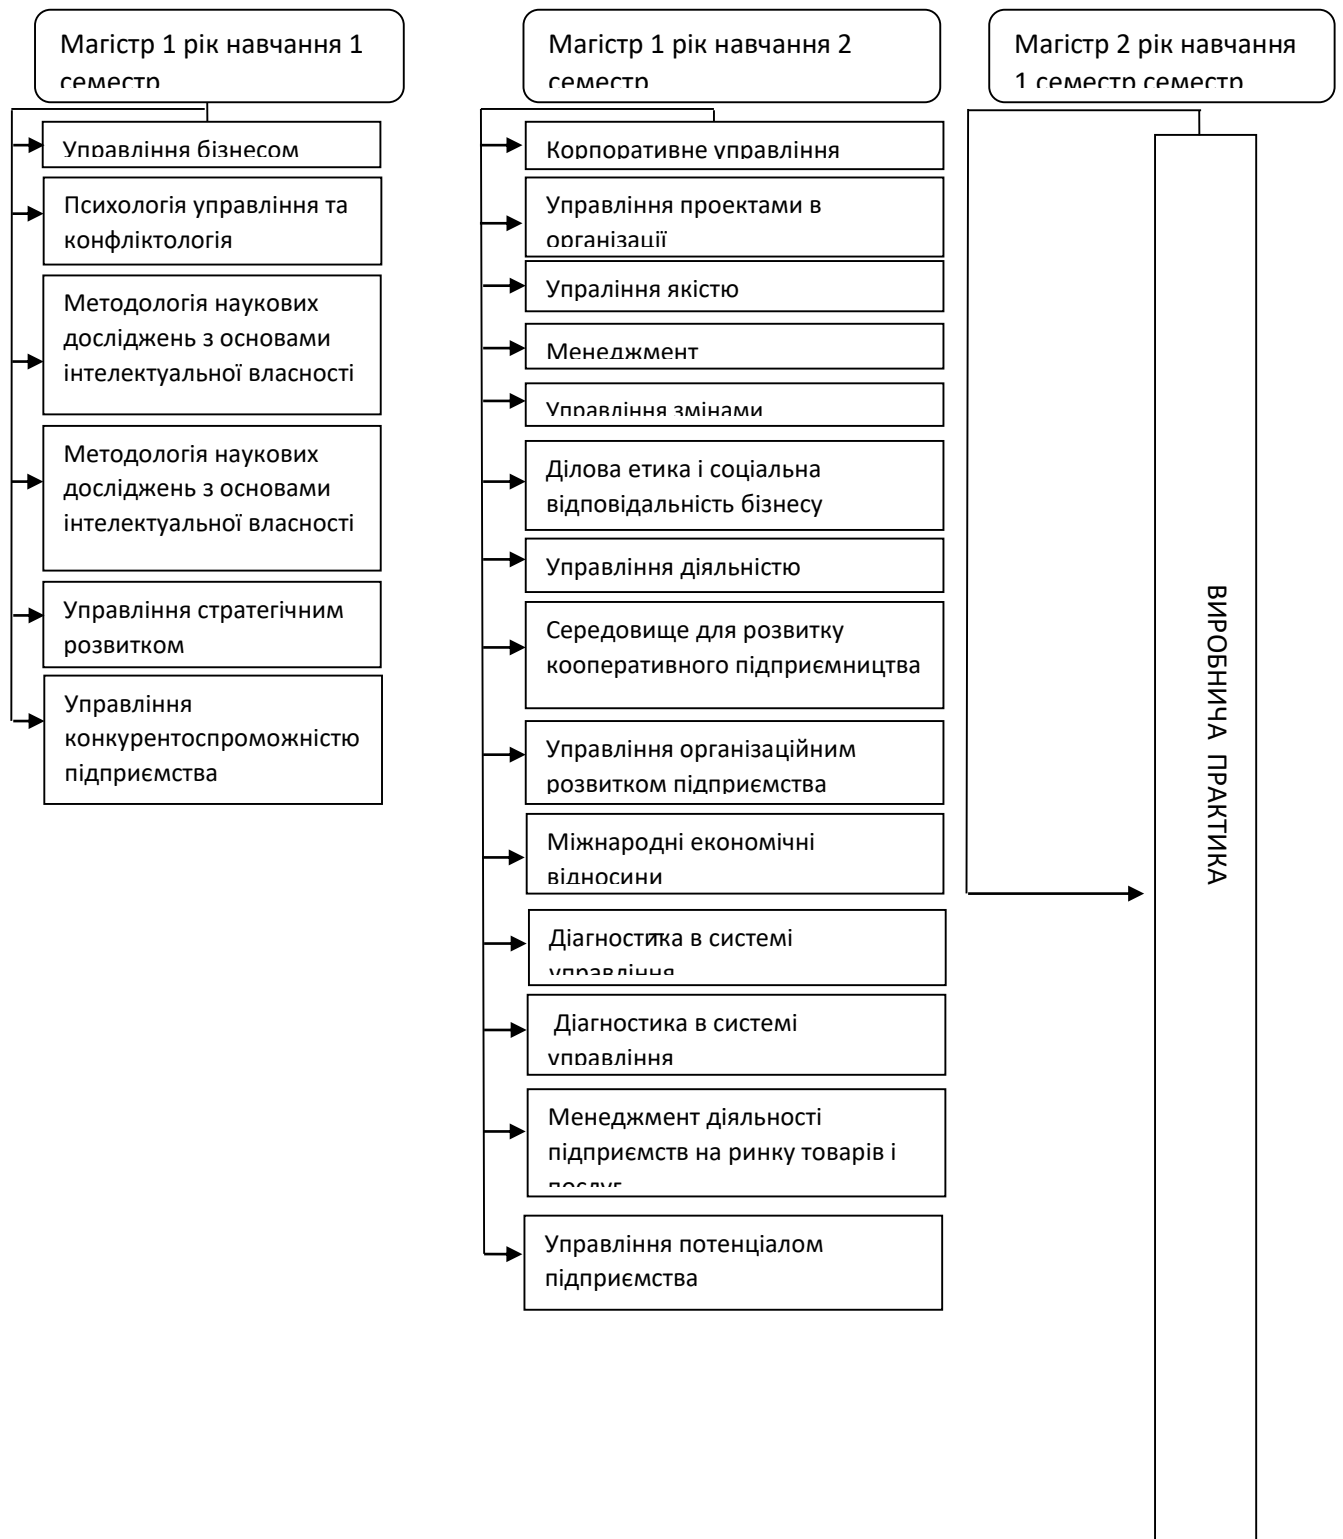 Магістр 1 рік навчання 1
семестр
Управління бізнесом
Психологія управління та
конфліктологія
Методологія наукових
досліджень з основами
інтелектуальної власності
Методологія наукових
досліджень з основами
інтелектуальної власності
Управління стратегічним
розвитком
Управління
конкурентоспроможністю
підприємства
Магістр 1 рік навчання 2
семестр
Корпоративне управління
Управління проектами в
організації
Упраління якістю
Менеджмент
Управління змінами
Ділова етика і соціальна
відповідальність бізнесу
Управління діяльністю
Середовище для розвитку
кооперативного підприємництва
Управління організаційним
розвитком підприємства
Міжнародні економічні
відносини
Діагностика в системі
управління
Діагностика в системі
управління
Менеджмент діяльності
підприємств на ринку товарів і
послуг
Управління потенціалом
підприємства
Магістр 2 рік навчання
1 семестр семестр
ВИРОБНИЧА ПРАКТИКА